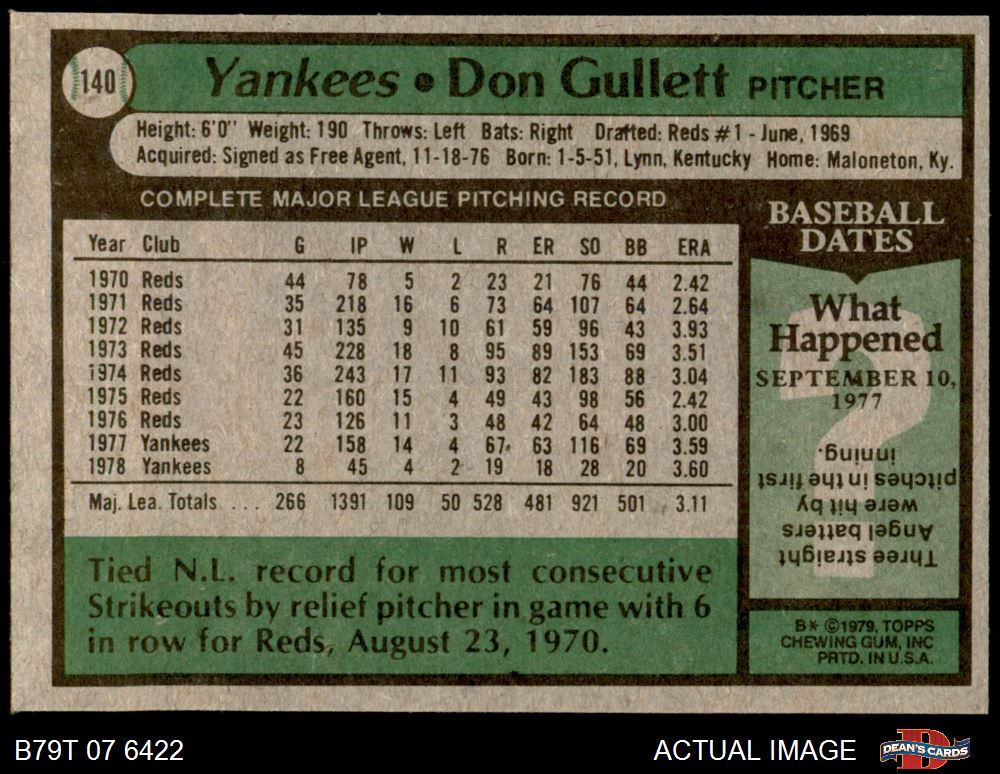 140
Yankees • Don Gullett PITCHER
Height: 6'0" Weight: 190 Throws: Left Bats: Right Drafted: Reds #1 - June, 1969
Acquired: Signed as Free Agent, 11-18-76 Born: 1-5-51, Lynn, Kentucky Home: Maloneton, Ky.
COMPLETE MAJOR LEAGUE PITCHING RECORD
Year Club G IP W L R ER SO BB ERA
1970 Reds 44 78 5 2 23 21 76 44 2.42
1971 Reds 35 218 16 6 73 64 107 64 2.64
1972 Reds 31 135 9 10 61 59 96 43 3.93
1973 Reds 45 228 18 8 95 89 153 69 3.51
1974 Reds 36 243 17 11 93 82 183 88 3.04
1975 Reds 22 160 15 4 49 43 98 56 2.42
1976 Reds 23 126 11 3 48 42 64 48 3.00
1977 Yankees 22 158 14 4 67 63 116 69 3.59
1978 Yankees 8 45 4 2 19 18 28 20 3.60
Maj. Lea. Totals . . . 266 1391 109 50 528 481 921 501 3.11
Tied N.L. record for most consecutive
Strikeouts by relief pitcher in game with 6
in row for Reds, August 23, 1970.
BASEBALL
DATES
What
Happened
SEPTEMBER 10,
1977
?
Three straight
Angel batters
were hit by
pitches in the first
inning.
B* ©1979, TOPPS
CHEWING GUM, INC
PRTD. IN U.S.A.
B79T 07 6422
ACTUAL IMAGE
DEAN'S CARDS